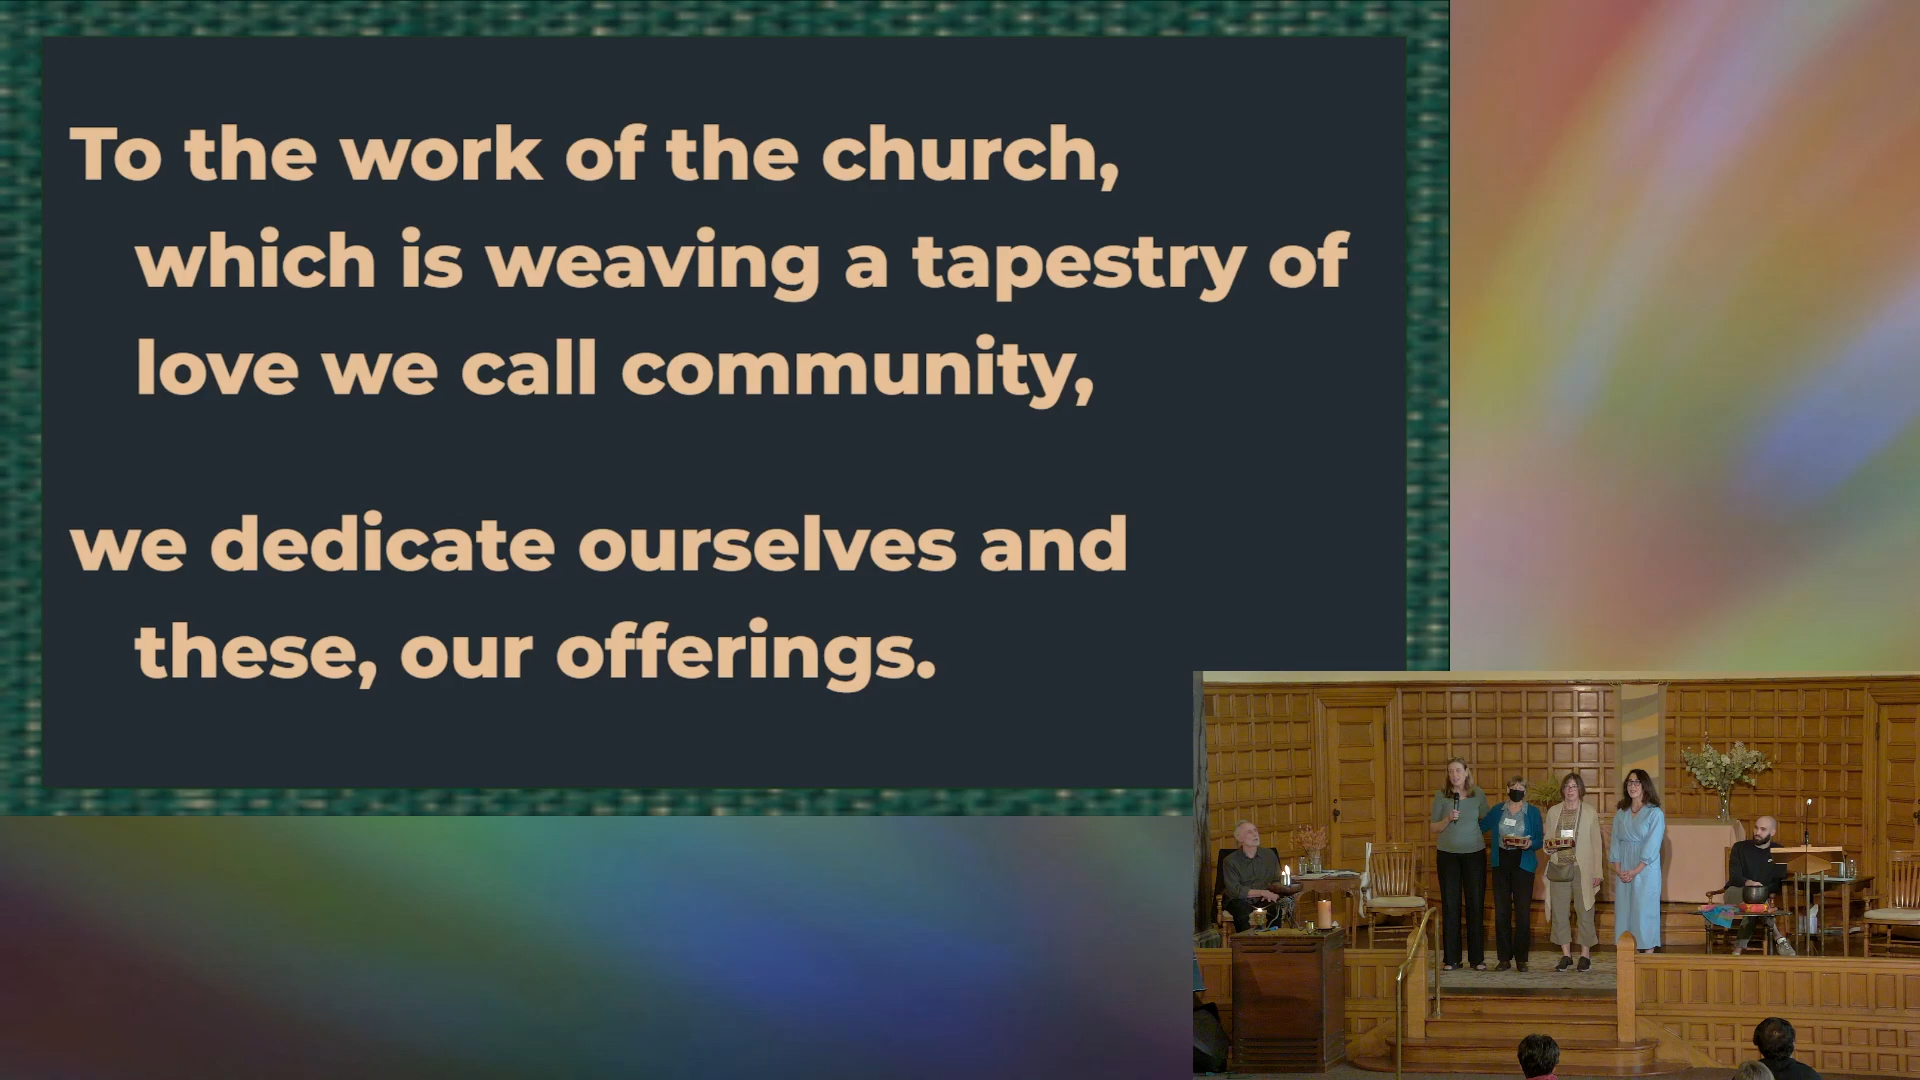 To the work of the church,
which is weaving a tapestry of
love we call community,
we dedicate ourselves and
these, our offerings.